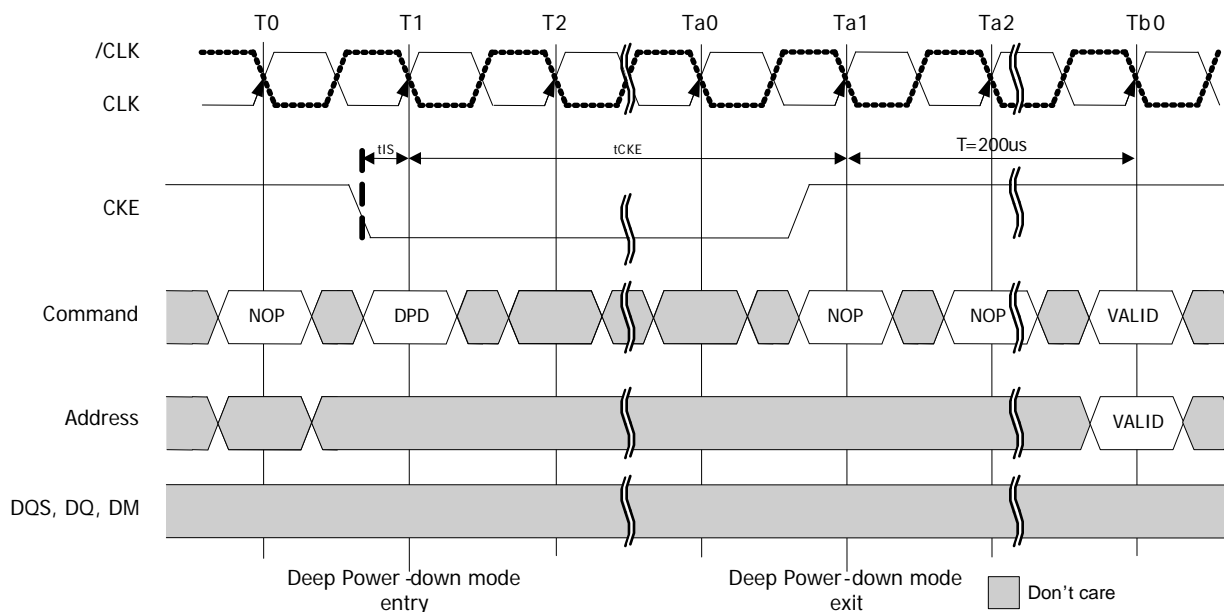 T0 T1 T2 Ta0 Ta1 Ta2 Tb0
/CLK
CLK
tIS tCKE T=200us
CKE
Command NOP DPD NOP NOP VALID
Address VALID
DQS, DQ, DM
Deep Power-down mode
entry
Deep Power-down mode
exit
Don't care